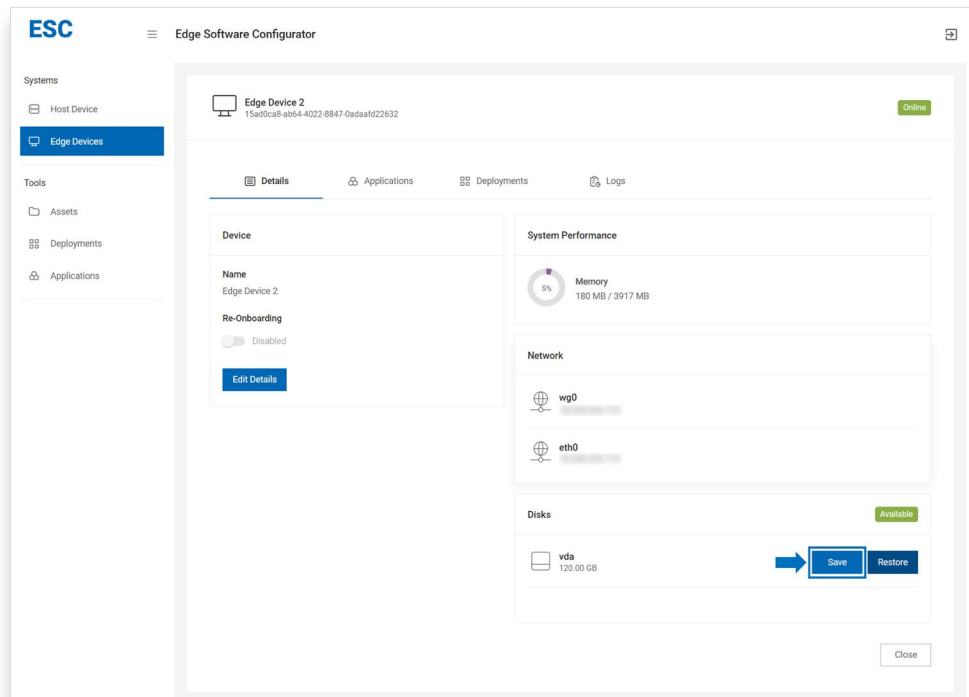 ESC
Edge Software Configurator
Systems
Host Device
Edge Devices
Tools
Assets
Deployments
Applications
Edge Device 2
15ad0ca8-ab64-4022-8847-0adaafd22632
Online
Details
Applications
Deployments
Logs
Device
Name
Edge Device 2
Re-Onboarding
Disabled
Edit Details
System Performance
5%
Memory
180 MB / 3917 MB
Network
wg0
eth0
Disks
Available
vda
120.00 GB
Save
Restore
Close